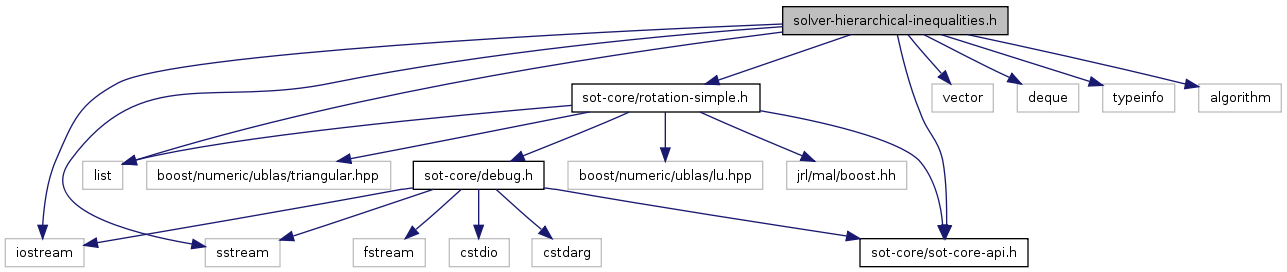 solver-hierarchical-inequalities.h
sot-core/rotation-simple.h
vector
deque
typeinfo
algorithm
list
boost/numeric/ublas/triangular.hpp
sot-core/debug.h
boost/numeric/ublas/lu.hpp
jrl/mal/boost.hh
iostream
sstream
fstream
cstdio
cstdarg
sot-core/sot-core-api.h